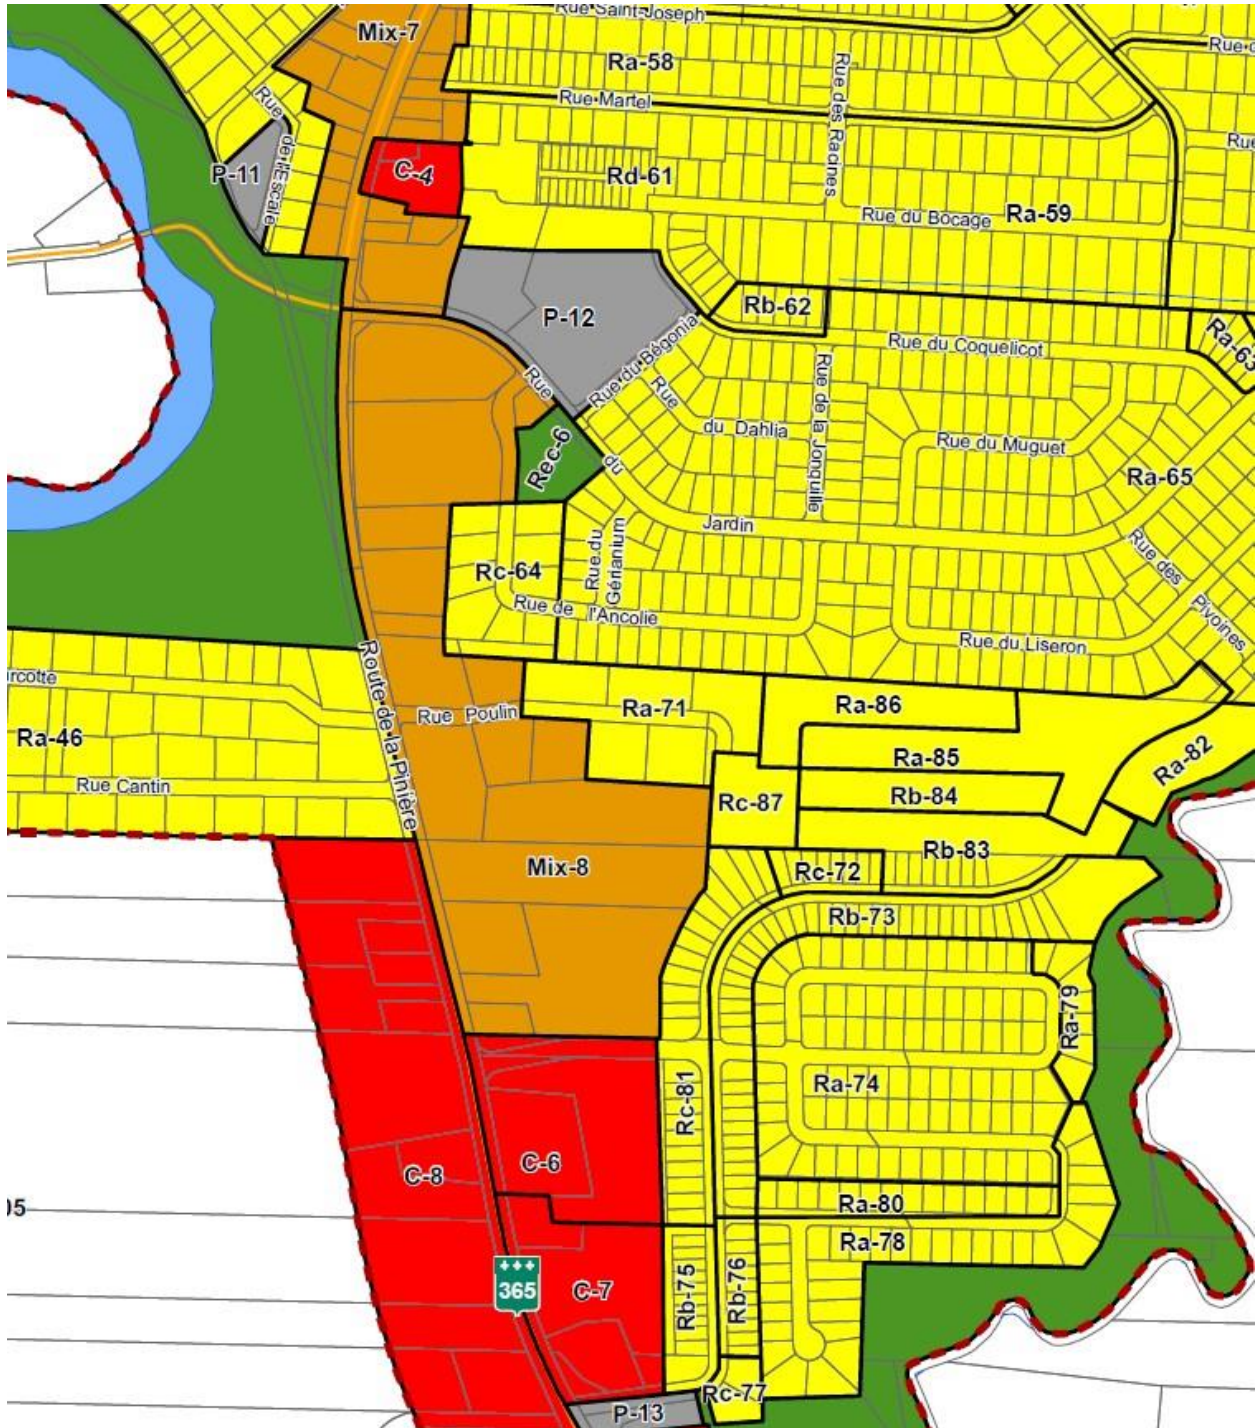 Rue Saint-Joseph
Mix-7
Ra-58
Rue des Racines
Rue Martel
Rue de l'Escale
P-11
C-4
Rd-61
Rue du Bocage
Ra-59
P-12
Rb-62
Ra-63
Rue du Bégonia
Rue du Coquelicot
Rue du Jardin
Rue du Dahlia
Rue de la Jonquille
Rue du Muguet
Rec-6
Ra-65
Rue du Gérianium
Rue des Pivoines
Rc-64
Rue de l'Ancolie
Rue du Liseron
Route de la Pinière
urcotte
Rue Poulin
Ra-71
Ra-86
Ra-46
Ra-85
Ra-82
Rue Cantin
Rc-87
Rb-84
Rb-83
Mix-8
Rc-72
Rb-73
Ra-79
Ra-74
Rc-81
C-8
C-6
05
Ra-80
Ra-78
365
C-7
Rb-75
Rb-76
Rc-77
P-13